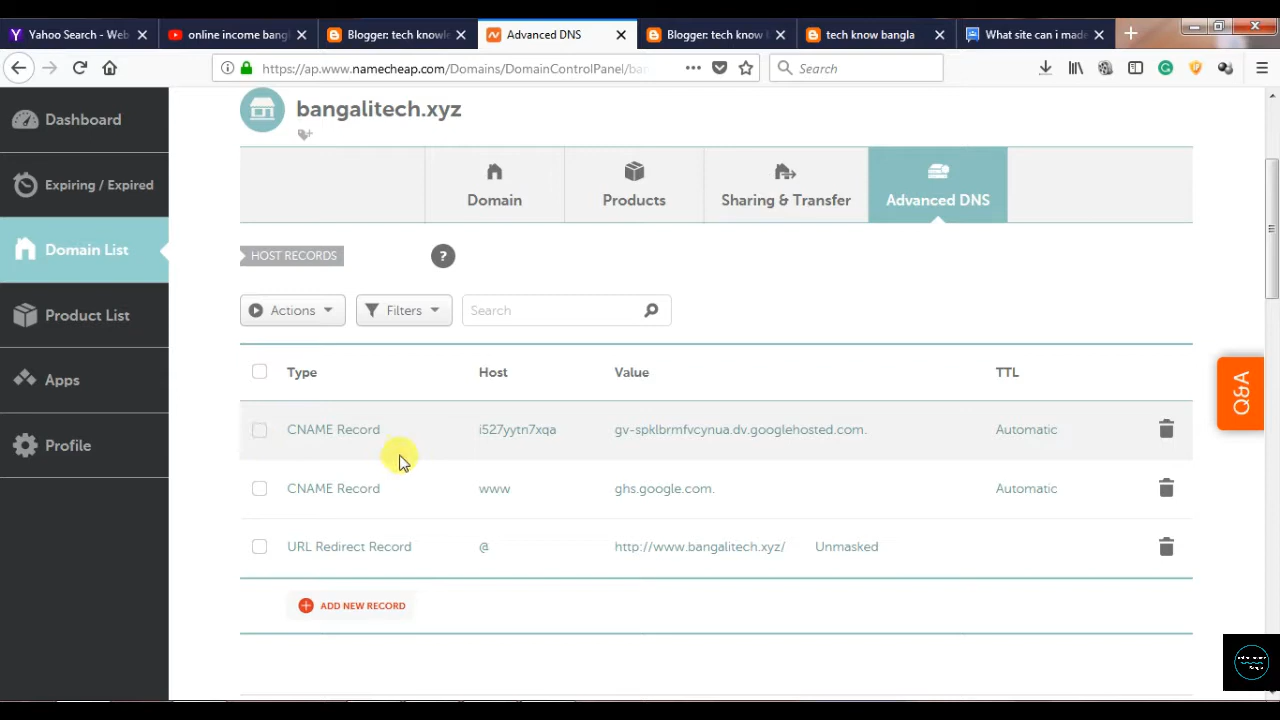 Yahoo Search - Web
online income bangl
Blogger: tech knowle
Advanced DNS
Blogger: tech know b
tech know bangla
What site can i made
https://ap.www.namecheap.com/Domains/DomainControlPanel/ban
Search
bangalitech.xyz
Dashboard
Expiring / Expired
Domain List
Product List
Apps
Profile
Domain
Products
Sharing & Transfer
Advanced DNS
HOST RECORDS
?
Actions
Filters
Search
Type Host Value TTL
CNAME Record i527yytn7xqa gv-spklbrmfvcynua.dv.googlehosted.com. Automatic
CNAME Record www ghs.google.com. Automatic
URL Redirect Record @ http://www.bangalitech.xyz/ Unmasked
ADD NEW RECORD
Q&A